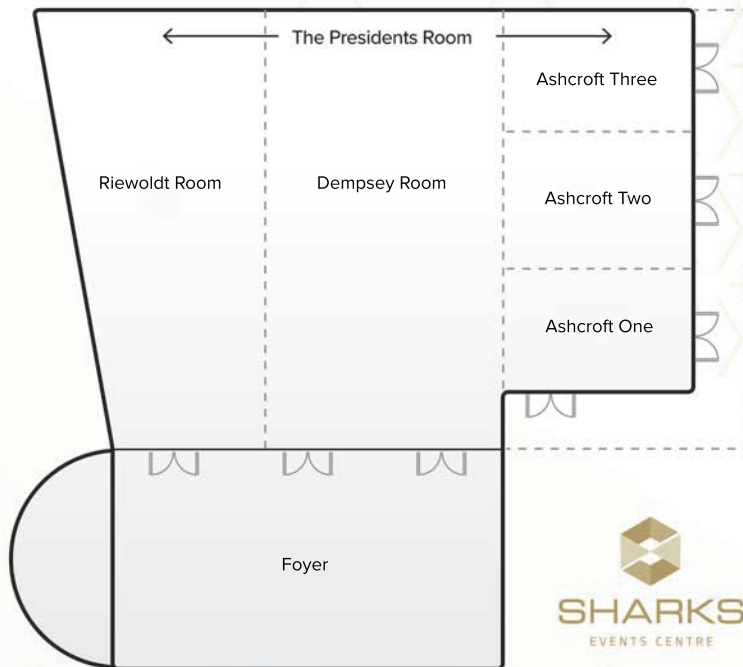 The Presidents Room
Ashcroft Three
Riewoldt Room
Dempsey Room
Ashcroft Two
Ashcroft One
Foyer
SHARKS
EVENTS CENTRE